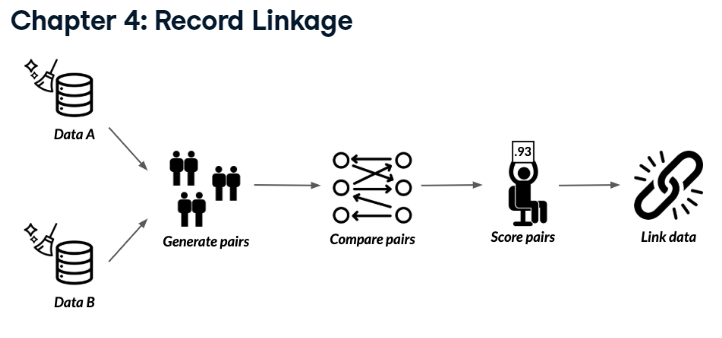 Chapter 4: Record Linkage
Data A
Generate pairs
Compare pairs
.93
Score pairs
Link data
Data B